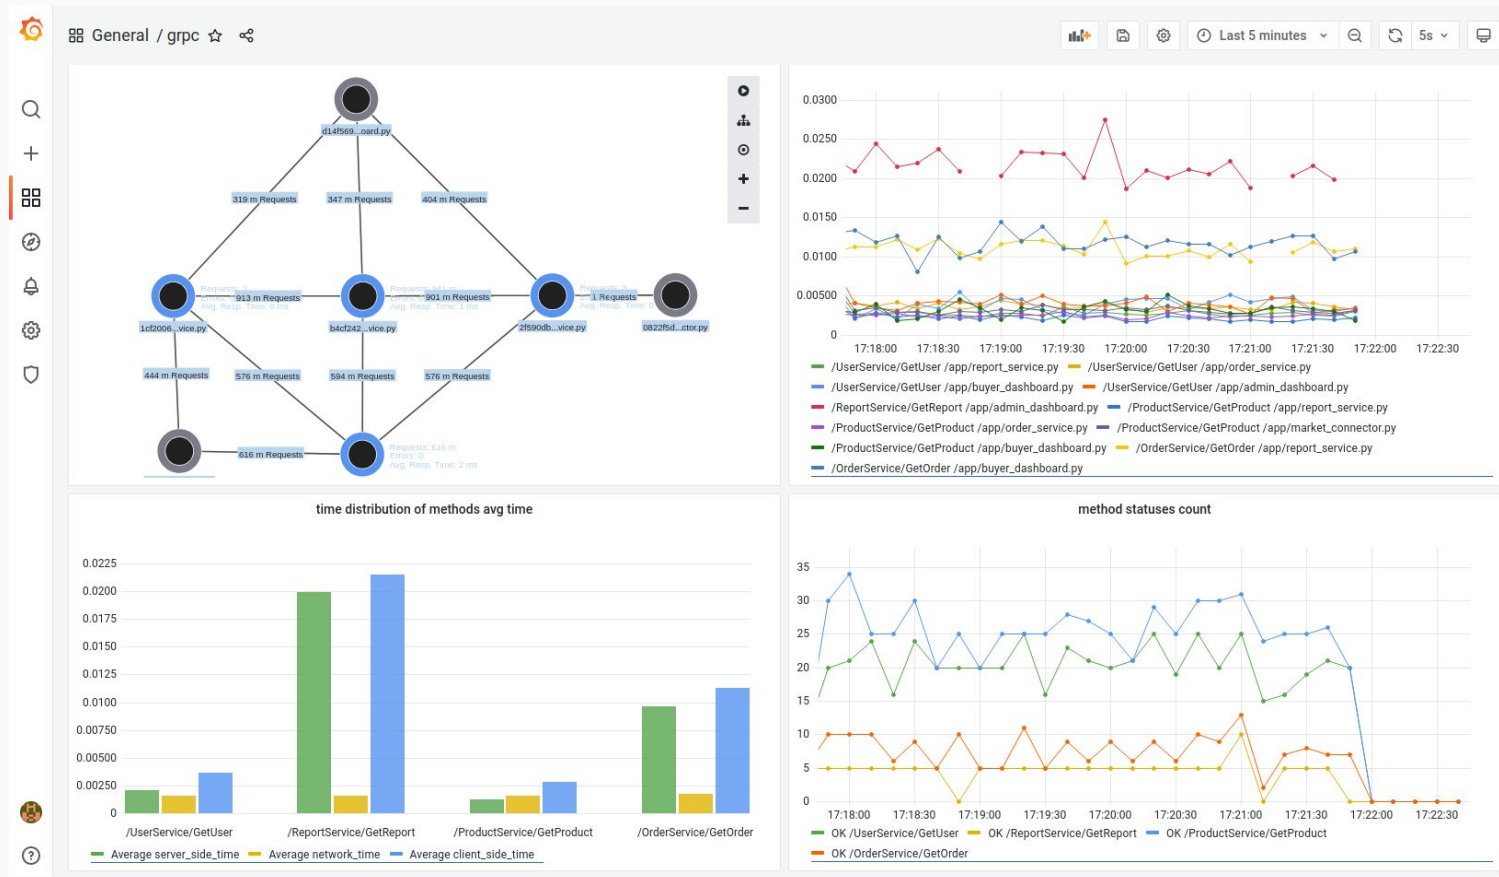 General / grpc
Last 5 minutes
5s
d14f569...oard.py
319 m Requests
347 m Requests
404 m Requests
913 m Requests
901 m Requests
1 Requests
1cf2006...vice.py
b4cf242...vice.py
2f590db...vice.py
0822f5d...ctor.py
444 m Requests
576 m Requests
594 m Requests
576 m Requests
616 m Requests
Requests: 616 m
Errors: 0
Avg. Resp. Time: 2 ms
0.0300
0.0250
0.0200
0.0150
0.0100
0.00500
0
17:18:00 17:18:30 17:19:00 17:19:30 17:20:00 17:20:30 17:21:00 17:21:30 17:22:00 17:22:30
/UserService/GetUser /app/report_service.py /UserService/GetUser /app/order_service.py
/UserService/GetUser /app/buyer_dashboard.py /UserService/GetUser /app/admin_dashboard.py
/ReportService/GetReport /app/admin_dashboard.py /ProductService/GetProduct /app/report_service.py
/ProductService/GetProduct /app/order_service.py /ProductService/GetProduct /app/market_connector.py
/ProductService/GetProduct /app/buyer_dashboard.py /OrderService/GetOrder /app/report_service.py
/OrderService/GetOrder /app/buyer_dashboard.py
time distribution of methods avg time
0.0225
0.0200
0.0175
0.0150
0.0125
0.0100
0.00750
0.00500
0.00250
0
/UserService/GetUser /ReportService/GetReport /ProductService/GetProduct /OrderService/GetOrder
Average server_side_time Average network_time Average client_side_time
method statuses count
35
30
25
20
15
10
5
0
17:18:00 17:18:30 17:19:00 17:19:30 17:20:00 17:20:30 17:21:00 17:21:30 17:22:00 17:22:30
OK /UserService/GetUser OK /ReportService/GetReport OK /ProductService/GetProduct
OK /OrderService/GetOrder